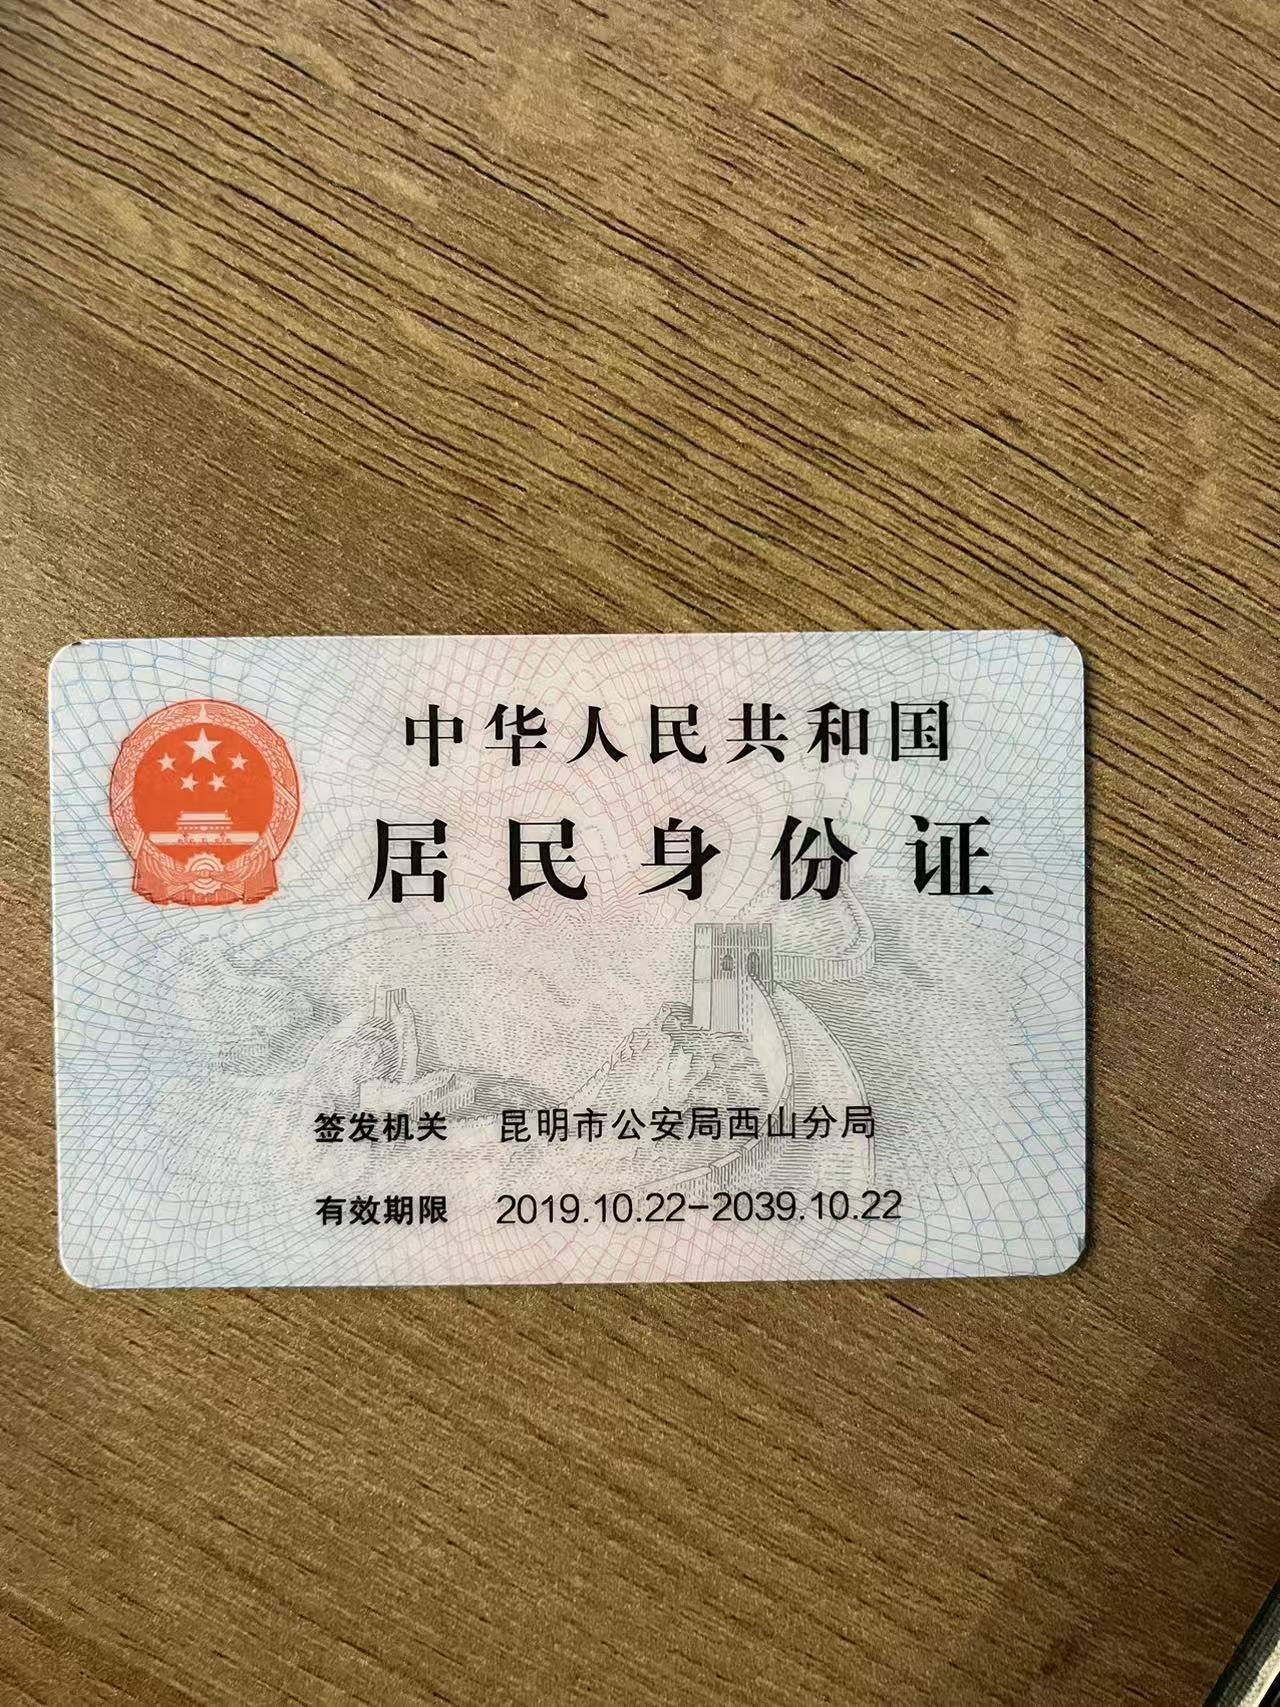 中华人民共和国
居民身份证
签发机关 昆明市公安局西山分局
有效期限 2019.10.22-2039.10.22